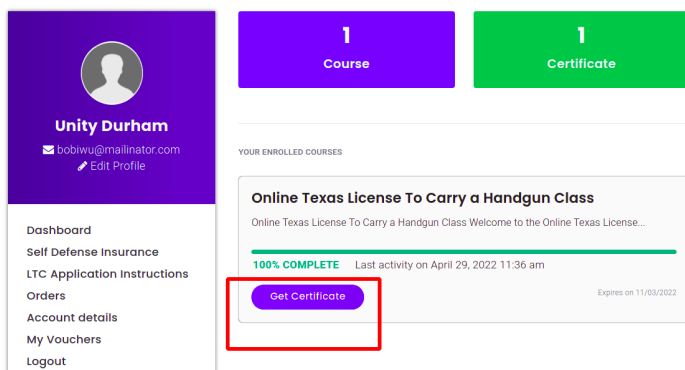 Unity Durham
bobiwu@mailinator.com
Edit Profile
Dashboard
Self Defense Insurance
LTC Application Instructions
Orders
Account details
My Vouchers
Logout
1
Course
1
Certificate
YOUR ENROLLED COURSES
Online Texas License To Carry a Handgun Class
Online Texas License To Carry a Handgun Class Welcome to the Online Texas License...
100% COMPLETE Last activity on April 29, 2022 11:36 am
Get Certificate
Expires on 11/03/2022